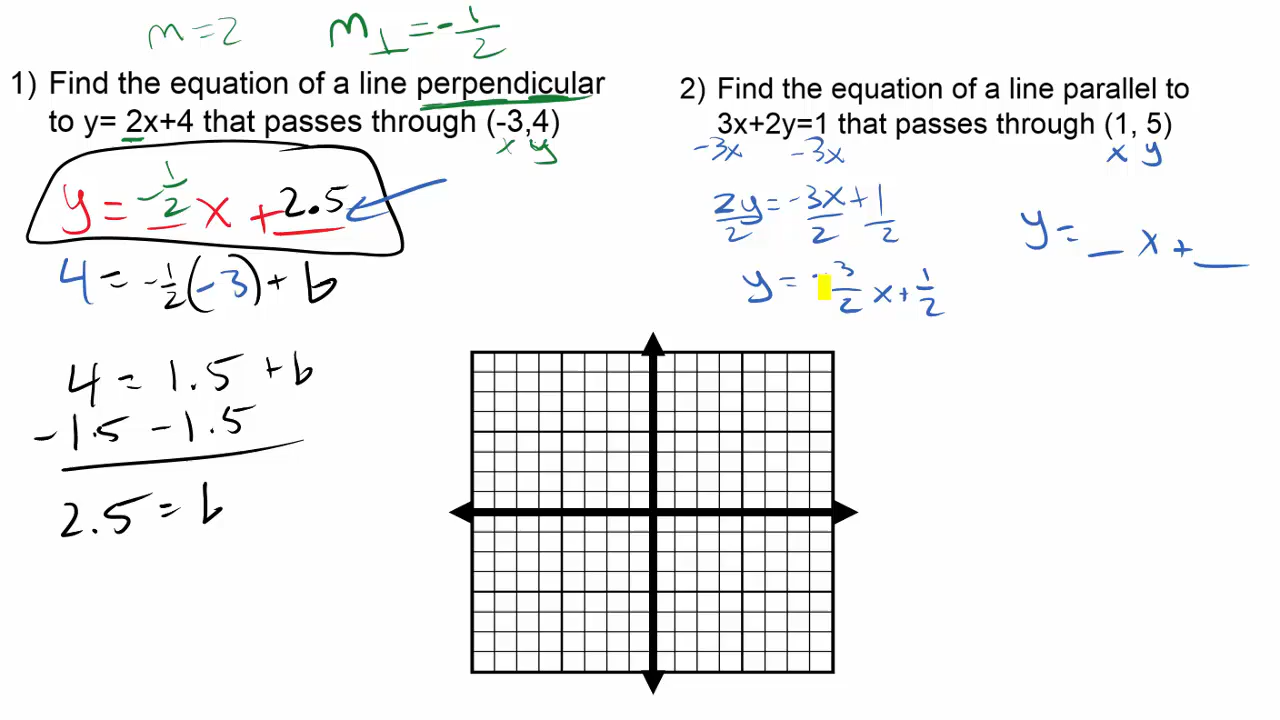 m=2 m⊥=-1/2
1) Find the equation of a line perpendicular
to y= 2x+4 that passes through (-3,4)
x y
y = -1/2 x + 2.5
4 = -1/2(-3) + b
4 = 1.5 + b
-1.5 -1.5
2.5 = b
2) Find the equation of a line parallel to
3x+2y=1 that passes through (1, 5)
-3x -3x x y
2y = -3x + 1
2 2 2
y = _ x + _
y = -3/2 x + 1/2